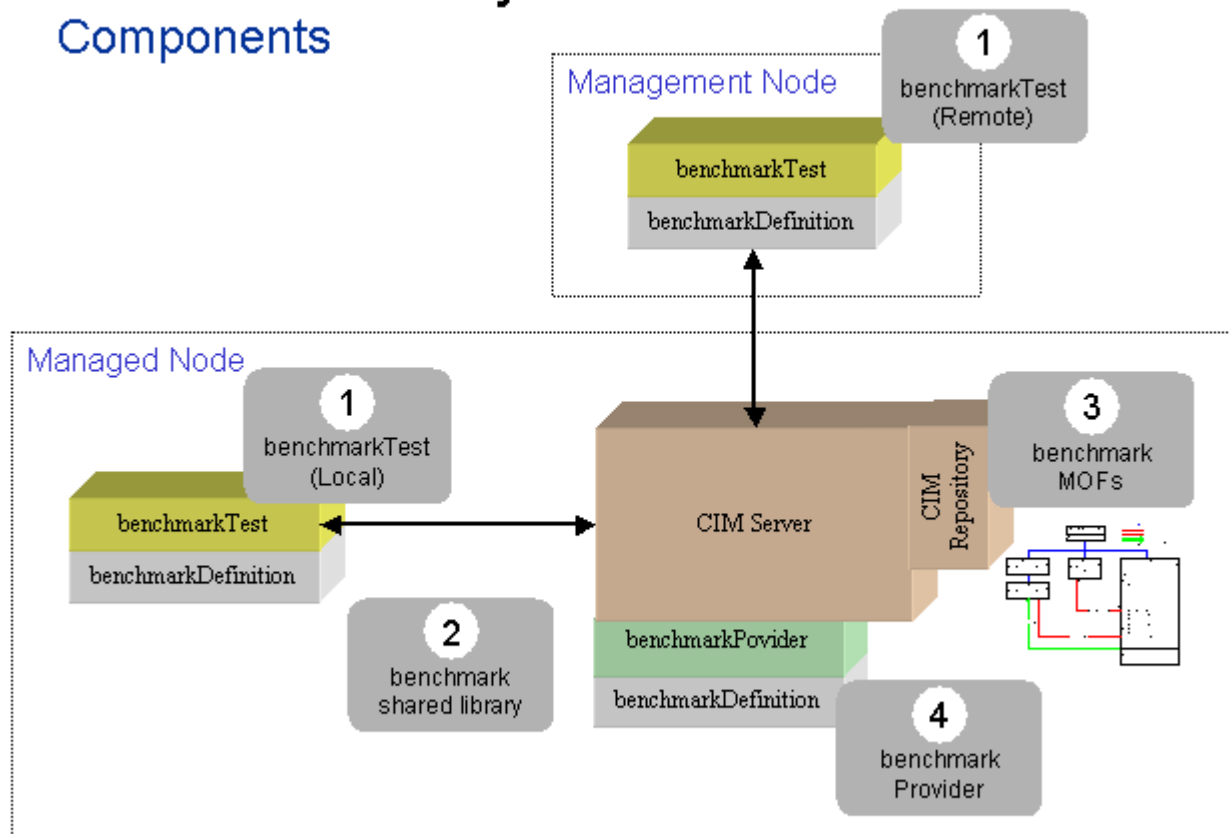 Components
Management Node
1
benchmarkTest
(Remote)
benchmarkTest
benchmarkDefinition
Managed Node
1
benchmarkTest
(Local)
benchmarkTest
benchmarkDefinition
2
benchmark
shared library
CIM Server
CIM
Repository
3
benchmark
MOFs
benchmarkPovider
benchmarkDefinition
4
benchmark
Provider